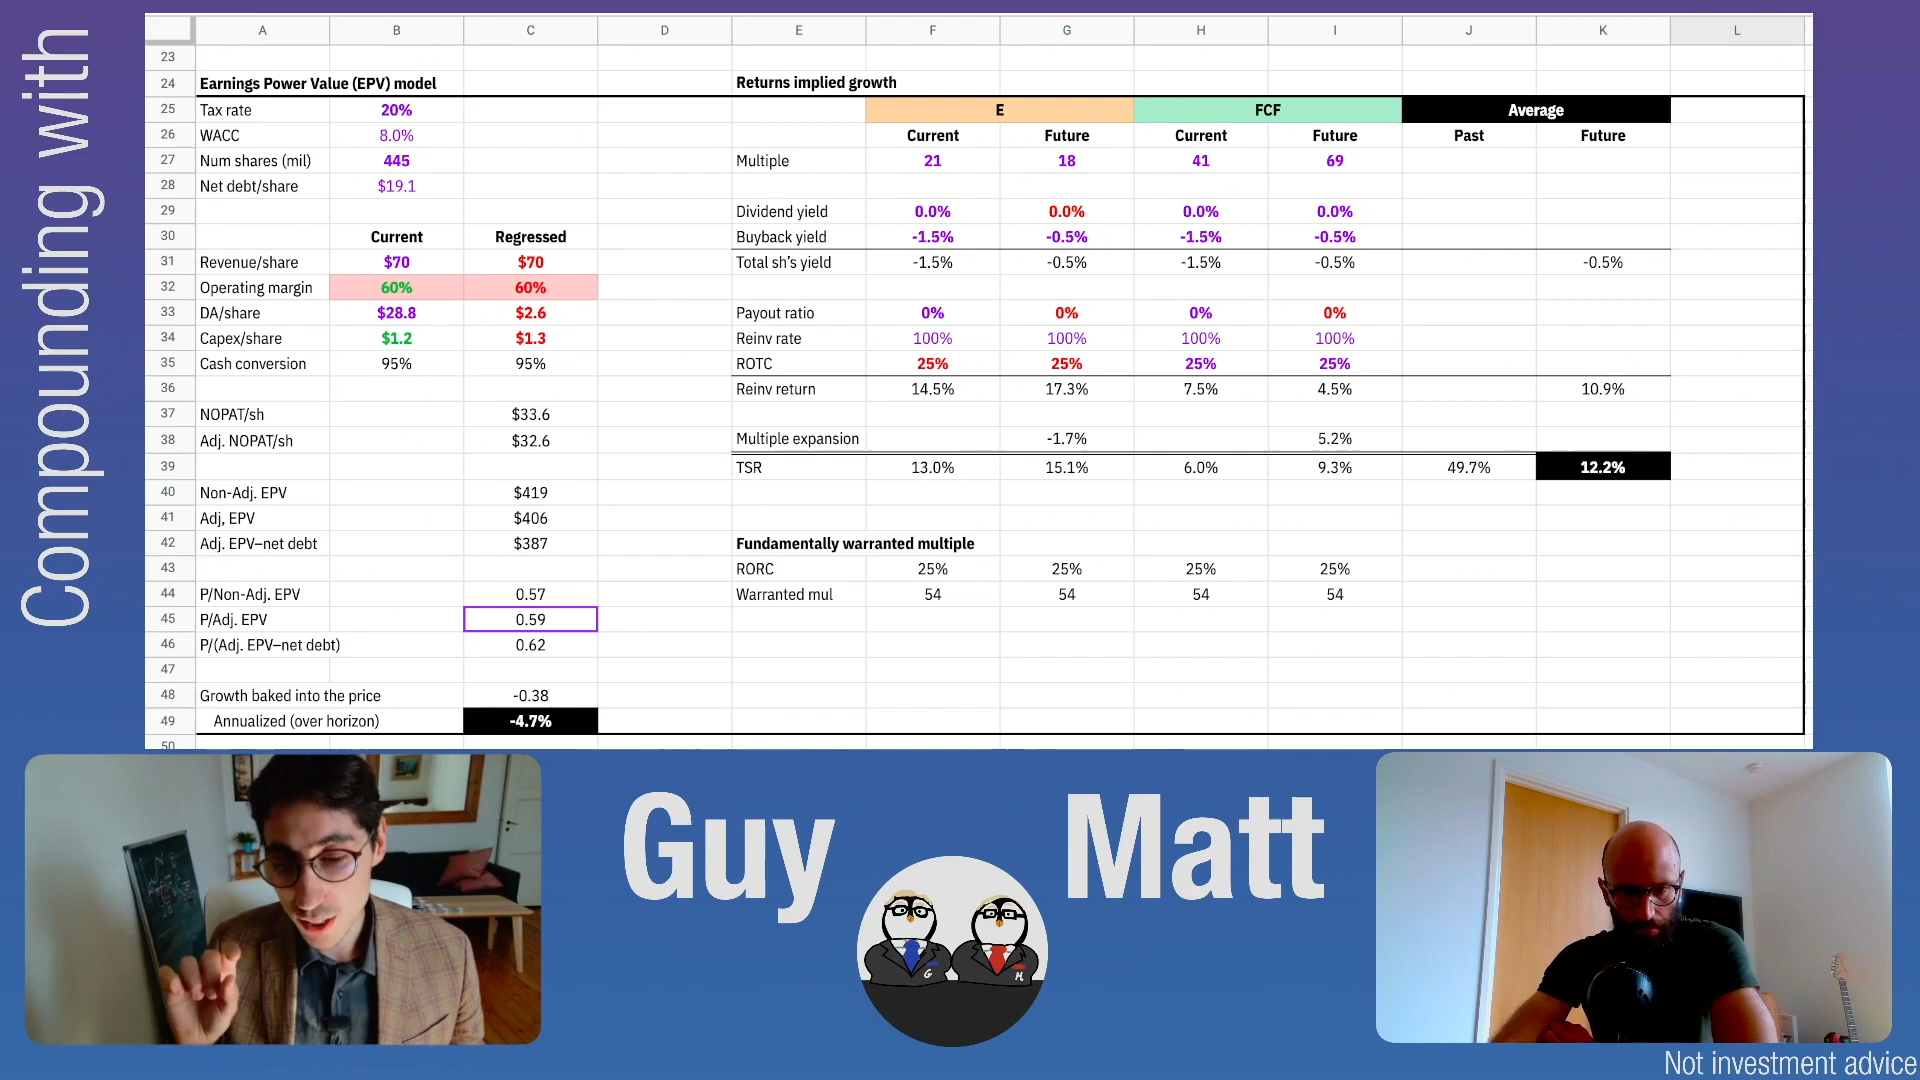 Compounding with
A B C D E F G H I J K L
23
24 Earnings Power Value (EPV) model Returns implied growth
25 Tax rate 20% E FCF Average
26 WACC 8.0% Current Future Current Future Past Future
27 Num shares (mil) 445 Multiple 21 18 41 69
28 Net debt/share $19.1
29 Dividend yield 0.0% 0.0% 0.0% 0.0%
30 Current Regressed Buyback yield -1.5% -0.5% -1.5% -0.5%
31 Revenue/share $70 $70 Total sh's yield -1.5% -0.5% -1.5% -0.5% -0.5%
32 Operating margin 60% 60%
33 DA/share $28.8 $2.6 Payout ratio 0% 0% 0% 0%
34 Capex/share $1.2 $1.3 Reinv rate 100% 100% 100% 100%
35 Cash conversion 95% 95% ROTC 25% 25% 25% 25%
36 Reinv return 14.5% 17.3% 7.5% 4.5% 10.9%
37 NOPAT/sh $33.6
38 Adj. NOPAT/sh $32.6 Multiple expansion -1.7% 5.2%
39 TSR 13.0% 15.1% 6.0% 9.3% 49.7% 12.2%
40 Non-Adj. EPV $419
41 Adj, EPV $406
42 Adj. EPV–net debt $387 Fundamentally warranted multiple
43 RORC 25% 25% 25% 25%
44 P/Non-Adj. EPV 0.57 Warranted mul 54 54 54 54
45 P/Adj. EPV 0.59
46 P/(Adj. EPV–net debt) 0.62
47
48 Growth baked into the price -0.38
49 Annualized (over horizon) -4.7%
50
Guy Matt
G M
Not investment advice